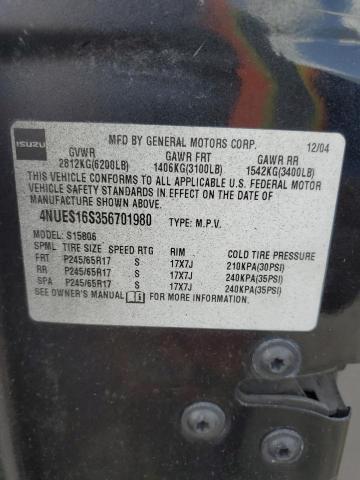 ISUZU
MFD BY GENERAL MOTORS CORP. 12/04
GVWR GAWR FRT GAWR RR
2812KG(6200LB) 1406KG(3100LB) 1542KG(3400LB)
THIS VEHICLE CONFORMS TO ALL APPLICABLE U.S. FEDERAL MOTOR
VEHICLE SAFETY STANDARDS IN EFFECT ON THE DATE OF
MANUFACTURE SHOWN ABOVE.
4NUES16S356701980 TYPE: M.P.V.
MODEL: S15806
SPML TIRE SIZE SPEED RTG RIM COLD TIRE PRESSURE
FRT P245/65R17 S 17X7J 210KPA(30PSI)
RR P245/65R17 S 17X7J 240KPA(35PSI)
SPA P245/65R17 S 17X7J 240KPA(35PSI)
SEE OWNER'S MANUAL FOR MORE INFORMATION